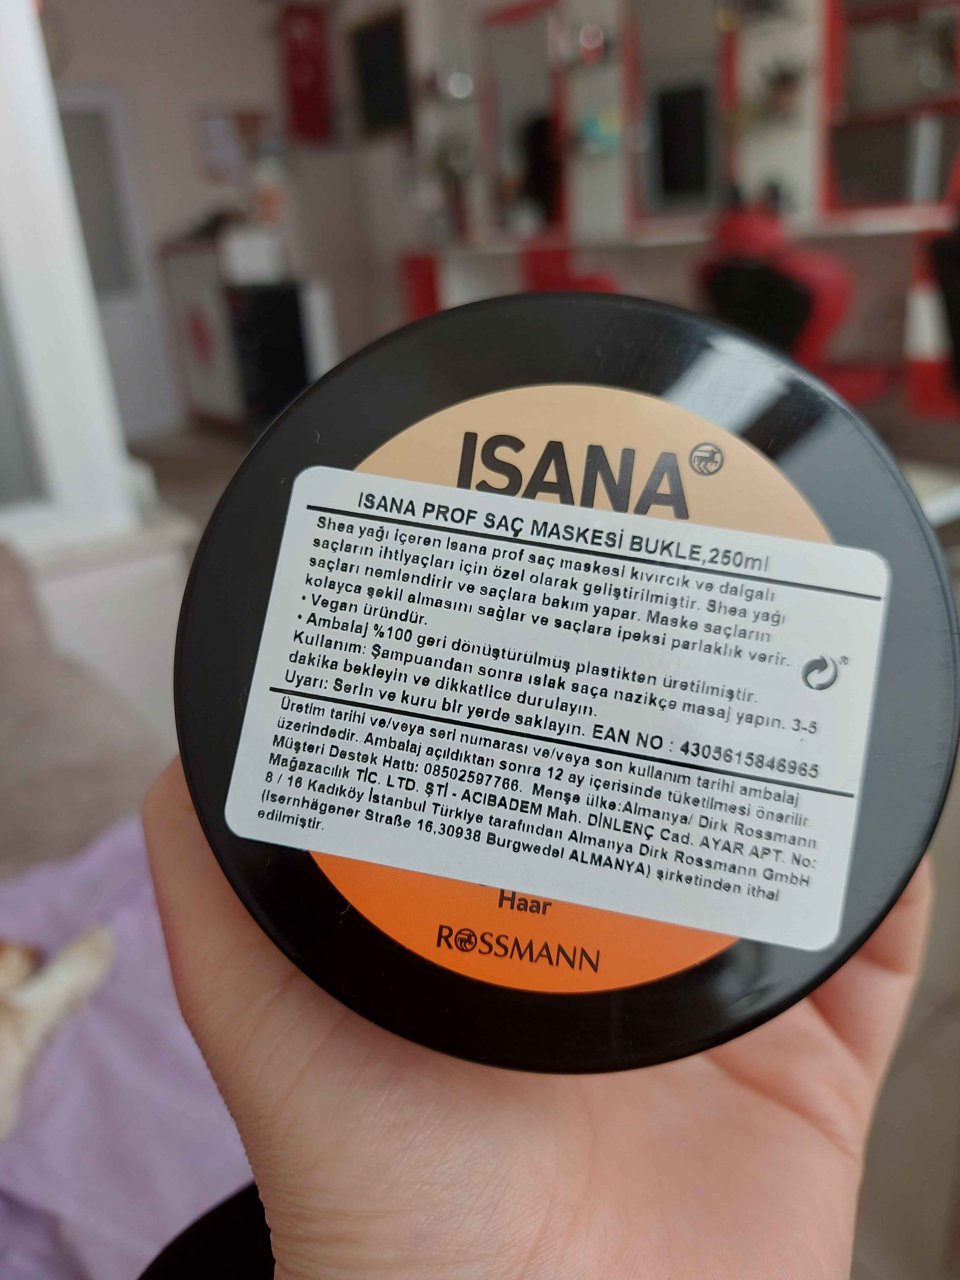 ISANA
ISANA PROF SAÇ MASKESİ BUKLE,250ml
Shea yağı içeren Isana prof saç maskesi kıvırcık ve dalgalı
saçların ihtiyaçları için özel olarak geliştirilmiştir. Shea yağı
saçları nemlendirir ve saçlara bakım yapar. Maske saçların
kolayca şekil almasını sağlar ve saçlara ipeksi parlaklık verir.
• Vegan üründür.
• Ambalaj %100 geri dönüştürülmüş plastikten üretilmiştir.
Kullanım: Şampuandan sonra ıslak saça nazikçe masaj yapın. 3-5
dakika bekleyin ve dikkatlice durulayın.
Uyarı: Serin ve kuru bir yerde saklayın. EAN NO : 4305615846965
Üretim tarihi ve/veya seri numarası ve/veya son kullanım tarihi ambalaj
üzerindedir. Ambalaj açıldıktan sonra 12 ay içerisinde tüketilmesi önerilir.
Müşteri Destek Hattı: 08502597766. Menşe ülke:Almanya/ Dirk Rossmann
Mağazacılık TİC. LTD. ŞTİ - ACIBADEM Mah. DİNLENÇ Cad. AYAR APT. No:
8 / 16 Kadıköy İstanbul Türkiye tarafından Almanya Dirk Rossmann GmbH
(Isernhägener Straße 16,30938 Burgwedel ALMANYA) şirketinden ithal
edilmiştir.
Haar
ROSSMANN